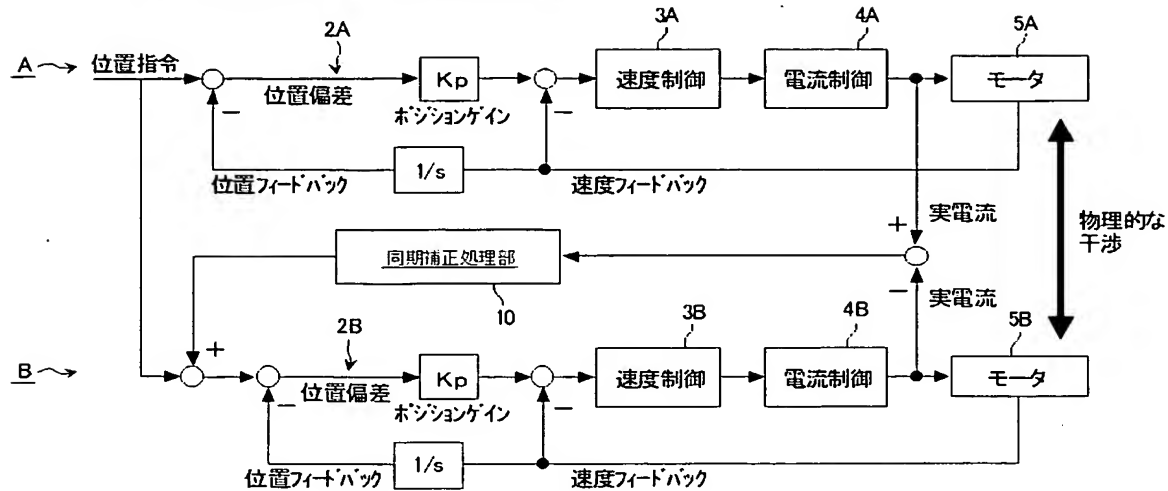 3A
4A
5A
2A
A
位置指令
位置偏差
Kp
ポジションゲイン
速度制御
電流制御
モータ
−
−
1/s
位置フィードバック
速度フィードバック
+
実電流
物理的な
干渉
同期補正処理部
10
−
実電流
3B
4B
5B
2B
B
+
位置偏差
Kp
ポジションゲイン
速度制御
電流制御
モータ
−
−
1/s
位置フィードバック
速度フィードバック